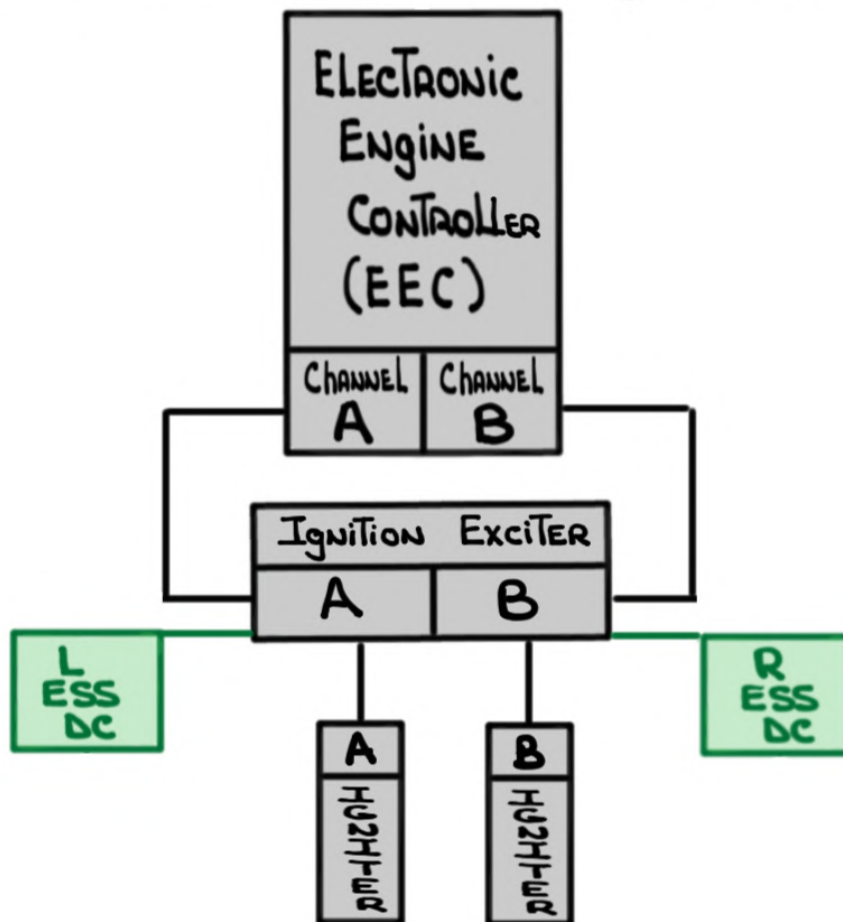 ELECTRONIC
ENGINE
CONTROLLER
(EEC)
CHANNEL CHANNEL
A B
IGNITION EXCITER
A B
L
ESS
DC
R
ESS
DC
A
IGNITER
B
IGNITER